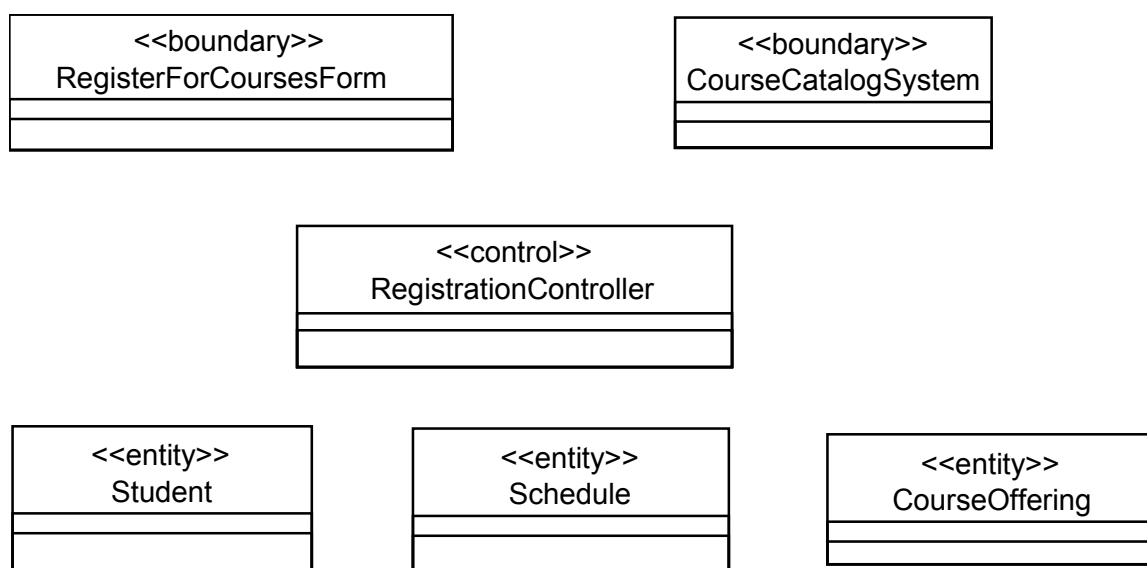 <<boundary>>
RegisterForCoursesForm
<<boundary>>
CourseCatalogSystem
<<control>>
RegistrationController
<<entity>>
Student
<<entity>>
Schedule
<<entity>>
CourseOffering